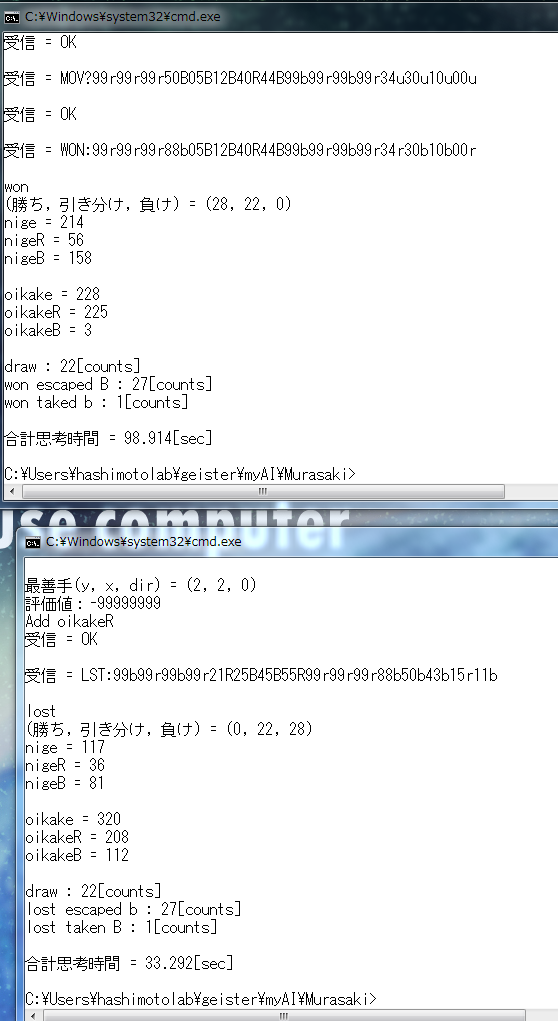 C:¥Windows¥system32¥cmd.exe
受信 = OK
受信 = MOV?99r99r99r50B05B12B40R44B99b99r99b99r34u30u10u00u
受信 = OK
受信 = WON:99r99r99r88b05B12B40R44B99b99r99b99r34r30b10b00r
won
(勝ち，引き分け，負け) = (28, 22, 0)
nige = 214
nigeR = 56
nigeB = 158
oikake = 228
oikakeR = 225
oikakeB = 3
draw : 22[counts]
won escaped B : 27[counts]
won taked b : 1[counts]
合計思考時間 = 98.914[sec]
C:¥Users¥hashimotolab¥geister¥myAI¥Murasaki>
use computer
C:¥Windows¥system32¥cmd.exe
最善手(y, x, dir) = (2, 2, 0)
評価値：-99999999
Add oikakeR
受信 = OK
受信 = LST:99b99r99b99r21R25B45B55R99r99r99r88b50b43b15r11b
lost
(勝ち，引き分け，負け) = (0, 22, 28)
nige = 117
nigeR = 36
nigeB = 81
oikake = 320
oikakeR = 208
oikakeB = 112
draw : 22[counts]
lost escaped b : 27[counts]
lost taken B : 1[counts]
合計思考時間 = 33.292[sec]
C:¥Users¥hashimotolab¥geister¥myAI¥Murasaki>